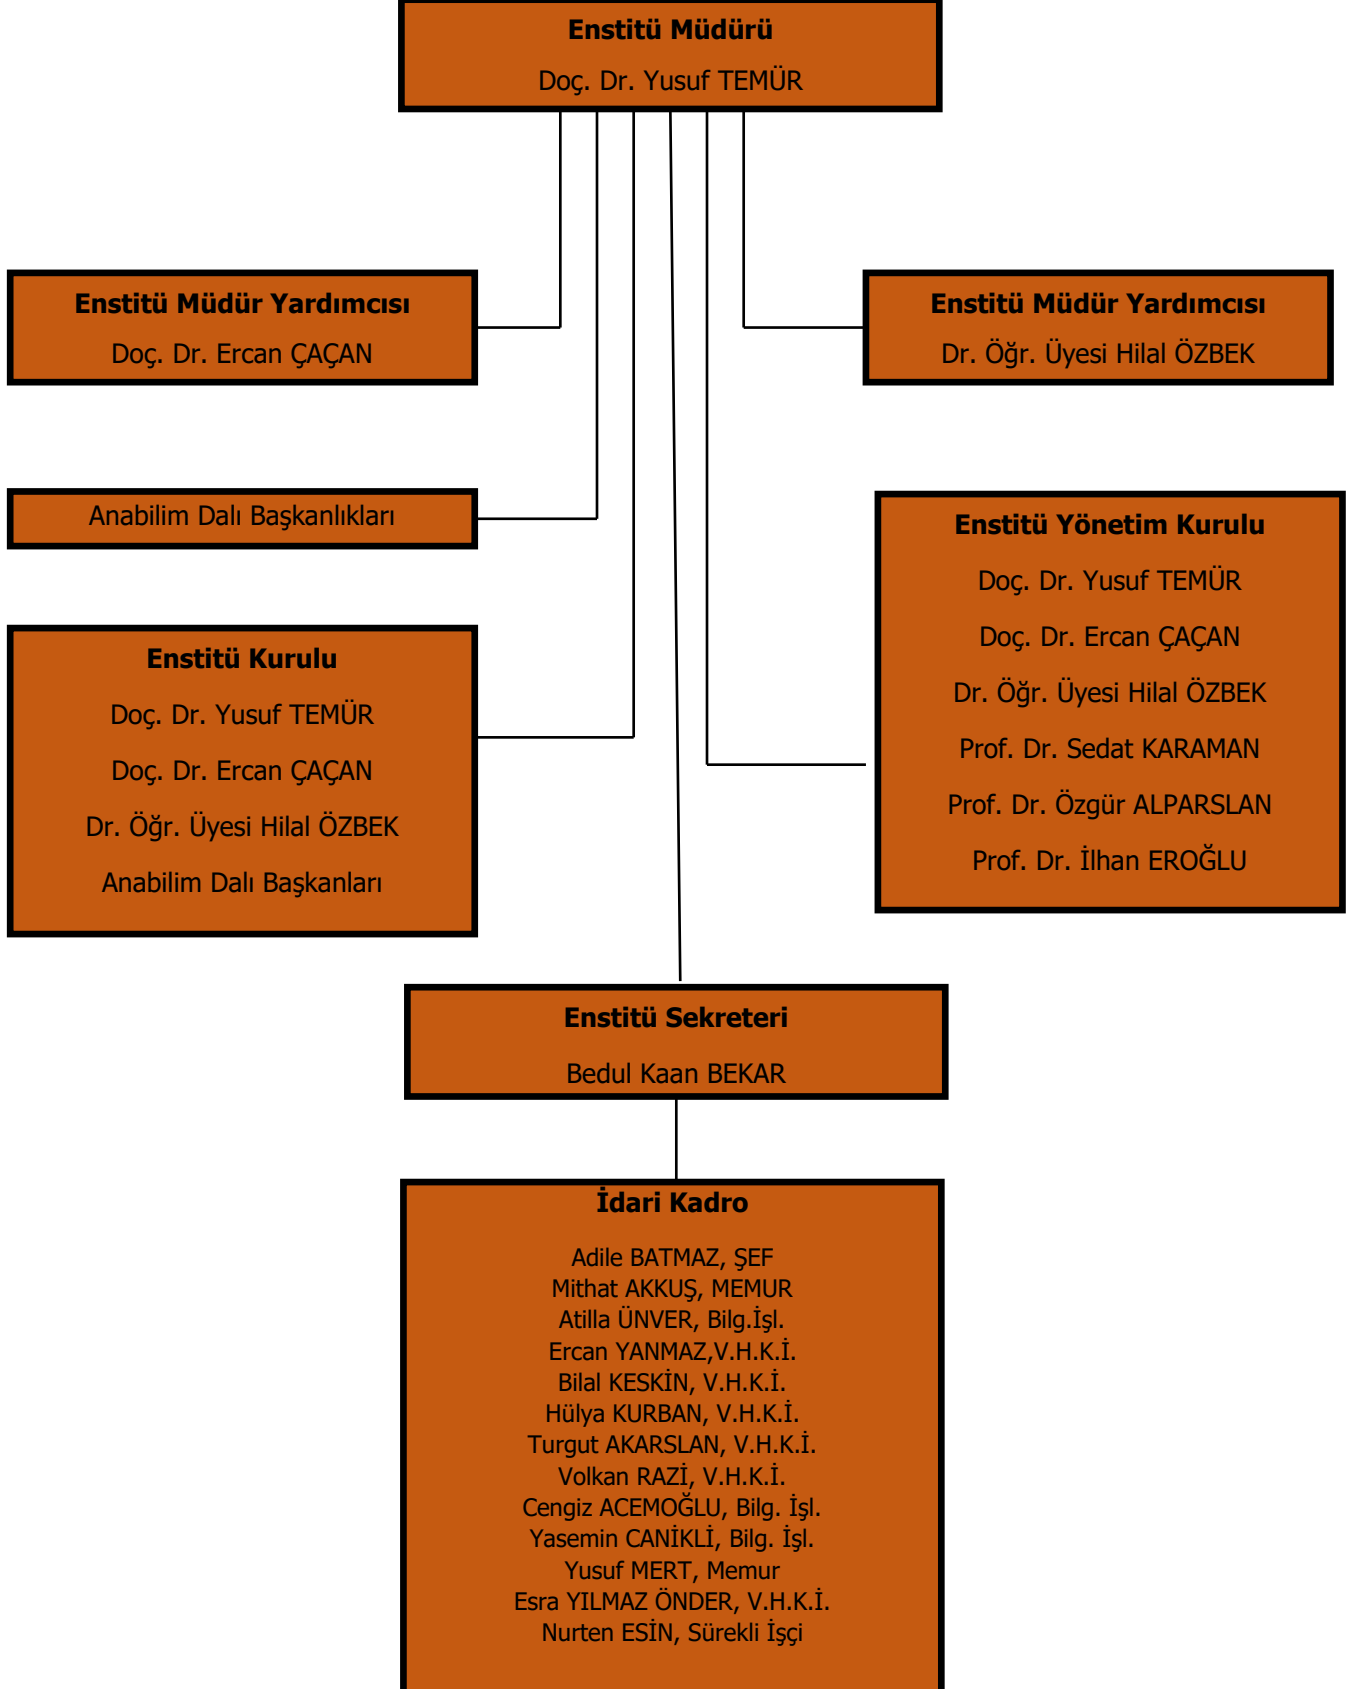 Enstitü Müdürü
Doç. Dr. Yusuf TEMÜR
Enstitü Müdür Yardımcısı
Doç. Dr. Ercan ÇAÇAN
Enstitü Müdür Yardımcısı
Dr. Öğr. Üyesi Hilal ÖZBEK
Anabilim Dalı Başkanlıkları
Enstitü Kurulu
Doç. Dr. Yusuf TEMÜR
Doç. Dr. Ercan ÇAÇAN
Dr. Öğr. Üyesi Hilal ÖZBEK
Anabilim Dalı Başkanları
Enstitü Yönetim Kurulu
Doç. Dr. Yusuf TEMÜR
Doç. Dr. Ercan ÇAÇAN
Dr. Öğr. Üyesi Hilal ÖZBEK
Prof. Dr. Sedat KARAMAN
Prof. Dr. Özgür ALPARSLAN
Prof. Dr. İlhan EROĞLU
Enstitü Sekreteri
Bedul Kaan BEKAR
İdari Kadro
Adile BATMAZ, ŞEF
Mithat AKKUŞ, MEMUR
Atilla ÜNVER, Bilg.İşl.
Ercan YANMAZ,V.H.K.İ.
Bilal KESKİN, V.H.K.İ.
Hülya KURBAN, V.H.K.İ.
Turgut AKARSLAN, V.H.K.İ.
Volkan RAZİ, V.H.K.İ.
Cengiz ACEMOĞLU, Bilg. İşl.
Yasemin CANİKLİ, Bilg. İşl.
Yusuf MERT, Memur
Esra YILMAZ ÖNDER, V.H.K.İ.
Nurten ESİN, Sürekli İşçi